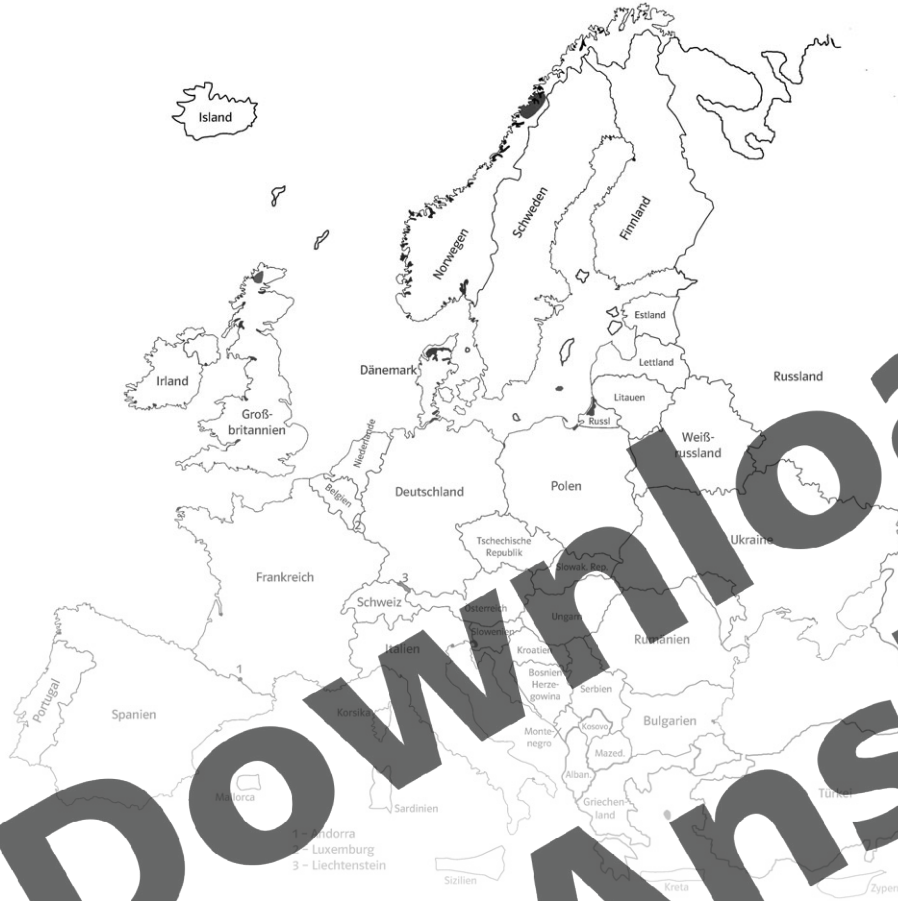 Island
Norwegen
Schweden
Finnland
Estland
Lettland
Litauen
Russl
Russland
Dänemark
Irland
Groß-
britannien
Niederlande
Belgien
2
Deutschland
Polen
Weiß-
russland
Ukraine
Tschechische
Republik
Slowak. Rep.
Frankreich
3
Schweiz
Österreich
Ungarn
Slowenien
Italien
Kroatien
Rumänien
Bosnien
Herze-
gowina
Serbien
1
Portugal
Spanien
Korsika
Monte-
negro
Kosovo
Bulgarien
Mazed.
Alban.
Mallorca
Sardinien
Griechen-
land
Türkei
1 – Andorra
2 – Luxemburg
3 – Liechtenstein
Sizilien
Kreta
Zypen
Downloa
Ans